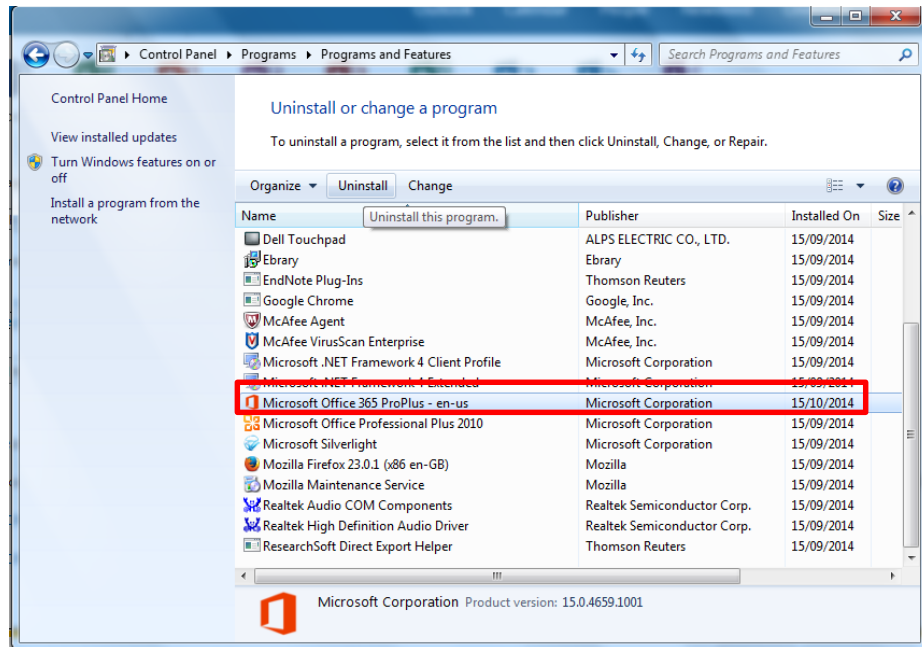 Control Panel ▸ Programs ▸ Programs and Features
Search Programs and Features
Control Panel Home
View installed updates
Turn Windows features on or
off
Install a program from the
network
Uninstall or change a program
To uninstall a program, select it from the list and then click Uninstall, Change, or Repair.
Organize Uninstall Change
Name Publisher Installed On Size
Uninstall this program.
Dell Touchpad ALPS ELECTRIC CO., LTD. 15/09/2014
Ebrary Ebrary 15/09/2014
EndNote Plug-Ins Thomson Reuters 15/09/2014
Google Chrome Google, Inc. 15/09/2014
McAfee Agent McAfee, Inc. 15/09/2014
McAfee VirusScan Enterprise McAfee, Inc. 15/09/2014
Microsoft .NET Framework 4 Client Profile Microsoft Corporation 15/09/2014
Microsoft .NET Framework 4 Extended Microsoft Corporation 15/09/2014
Microsoft Office 365 ProPlus - en-us Microsoft Corporation 15/10/2014
Microsoft Office Professional Plus 2010 Microsoft Corporation 15/09/2014
Microsoft Silverlight Microsoft Corporation 15/09/2014
Mozilla Firefox 23.0.1 (x86 en-GB) Mozilla 15/09/2014
Mozilla Maintenance Service Mozilla 15/09/2014
Realtek Audio COM Components Realtek Semiconductor Corp. 15/09/2014
Realtek High Definition Audio Driver Realtek Semiconductor Corp. 15/09/2014
ResearchSoft Direct Export Helper Thomson Reuters 15/09/2014
Microsoft Corporation Product version: 15.0.4659.1001